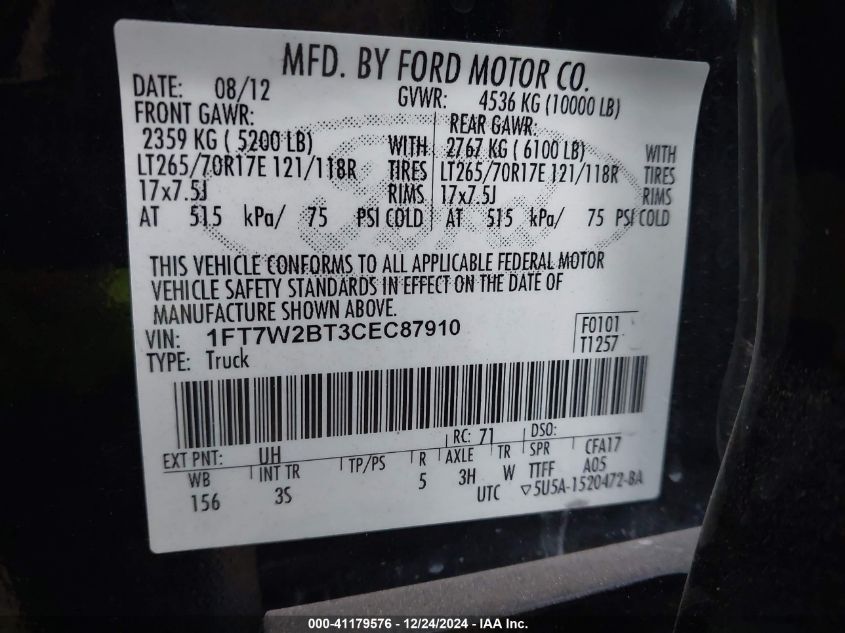 MFD. BY FORD MOTOR CO.
DATE: 08/12 GVWR: 4536 KG (10000 LB)
FRONT GAWR: REAR GAWR:
2359 KG ( 5200 LB) WITH 2767 KG ( 6100 LB) WITH
LT265/70R17E 121/118R TIRES LT265/70R17E 121/118R TIRES
17x7.5J RIMS 17x7.5J RIMS
AT 515 kPa/ 75 PSI COLD AT 515 kPa/ 75 PSI COLD
THIS VEHICLE CONFORMS TO ALL APPLICABLE FEDERAL MOTOR
VEHICLE SAFETY STANDARDS IN EFFECT ON THE DATE OF
MANUFACTURE SHOWN ABOVE.
VIN: 1FT7W2BT3CEC87910 F0101
TYPE: Truck T1257
EXT PNT: UH RC: 71 DSO:
WB INT TR TP/PS R AXLE TR SPR CFA17
156 3S 5 3H W TTFF A05
UTC ▽5U5A-1520472-BA
000-41179576 - 12/24/2024 - IAA Inc.